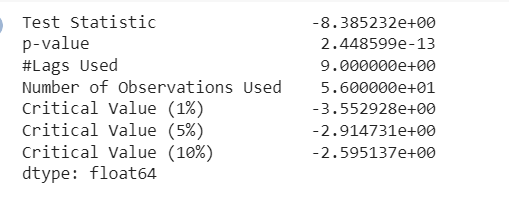 Test Statistic -8.385232e+00
p-value 2.448599e-13
#Lags Used 9.000000e+00
Number of Observations Used 5.600000e+01
Critical Value (1%) -3.552928e+00
Critical Value (5%) -2.914731e+00
Critical Value (10%) -2.595137e+00
dtype: float64